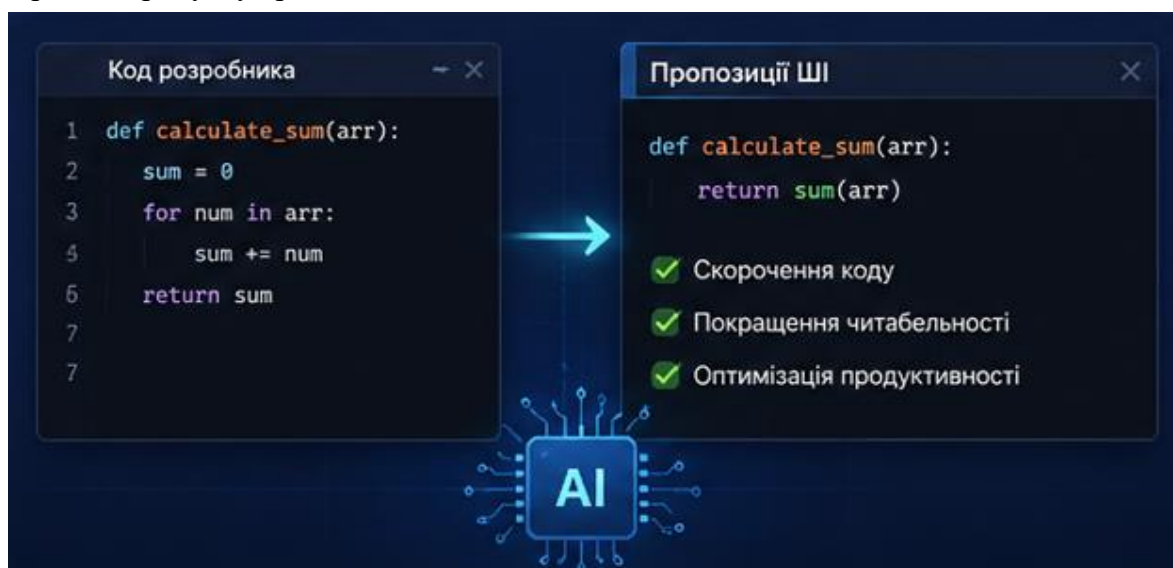 Код розробника
1 def calculate_sum(arr):
2 sum = 0
3 for num in arr:
5 sum += num
6 return sum
7
7
Пропозиції ШІ
def calculate_sum(arr):
return sum(arr)
Скорочення коду
Покращення читабельності
Оптимізація продуктивності
AI